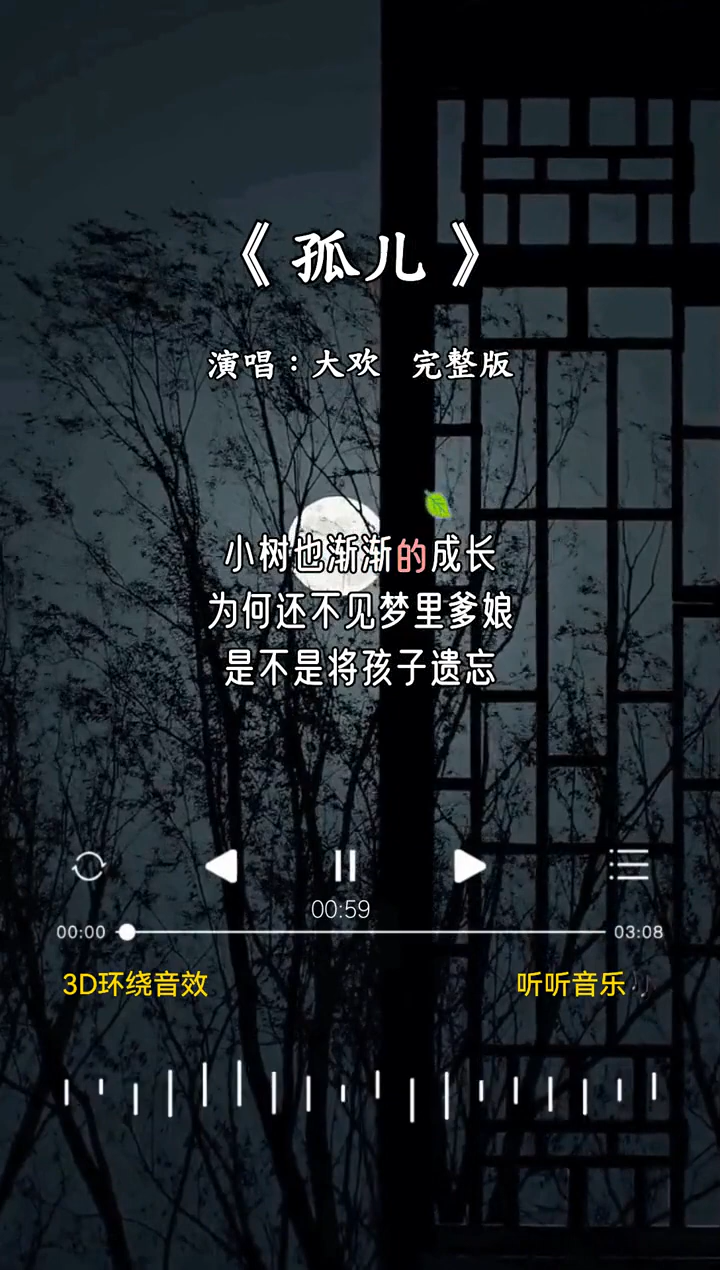 《孤儿》
演唱：大欢 完整版
小树也渐渐的成长
为何还不见梦里爹娘
是不是将孩子遗忘
00:59
00:00 03:08
3D环绕音效 听听音乐🎵